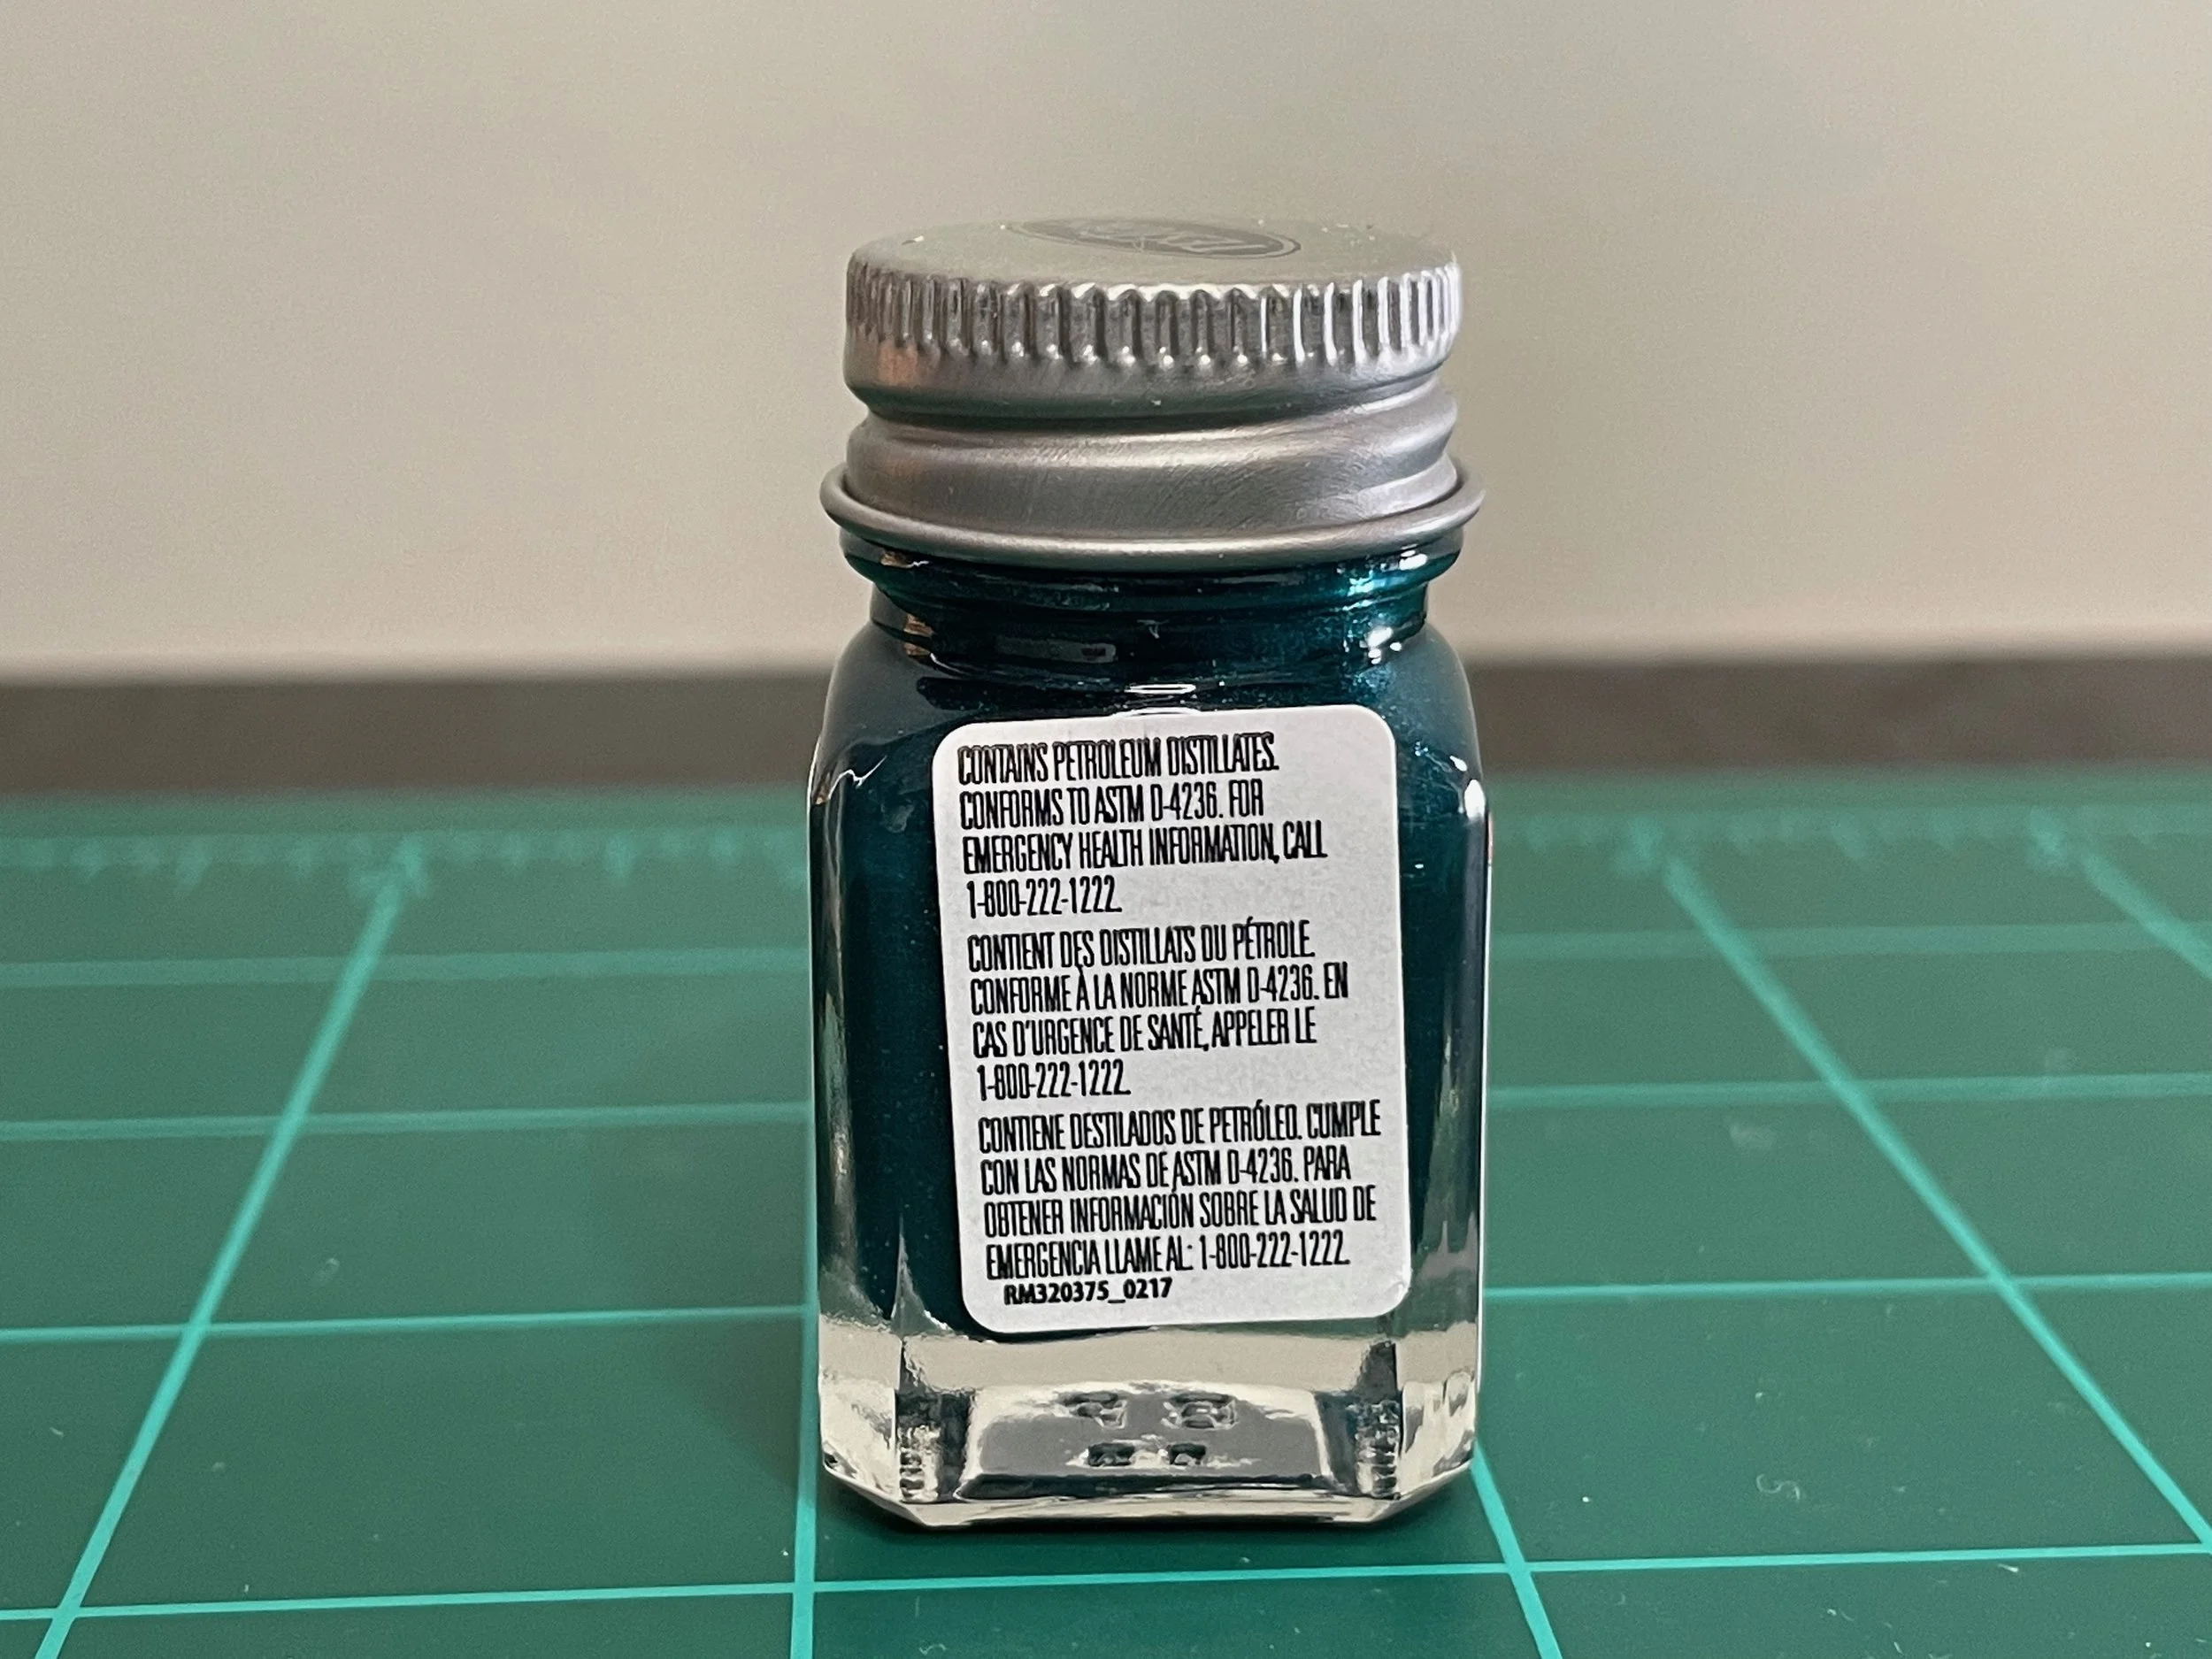 CONTAINS PETROLEUM DISTILLATES.
CONFORMS TO ASTM D-4236. FOR
EMERGENCY HEALTH INFORMATION, CALL
1-800-222-1222.
CONTIENT DES DISTILLATS DU PÉTROLE.
CONFORME À LA NORME ASTM D-4236. EN
CAS D'URGENCE DE SANTÉ, APPELER LE
1-800-222-1222.
CONTIENE DESTILADOS DE PETRÓLEO. CUMPLE
CON LAS NORMAS DE ASTM D-4236. PARA
OBTENER INFORMACIÓN SOBRE LA SALUD DE
EMERGENCIA LLAME AL: 1-800-222-1222.
RM320375_0217